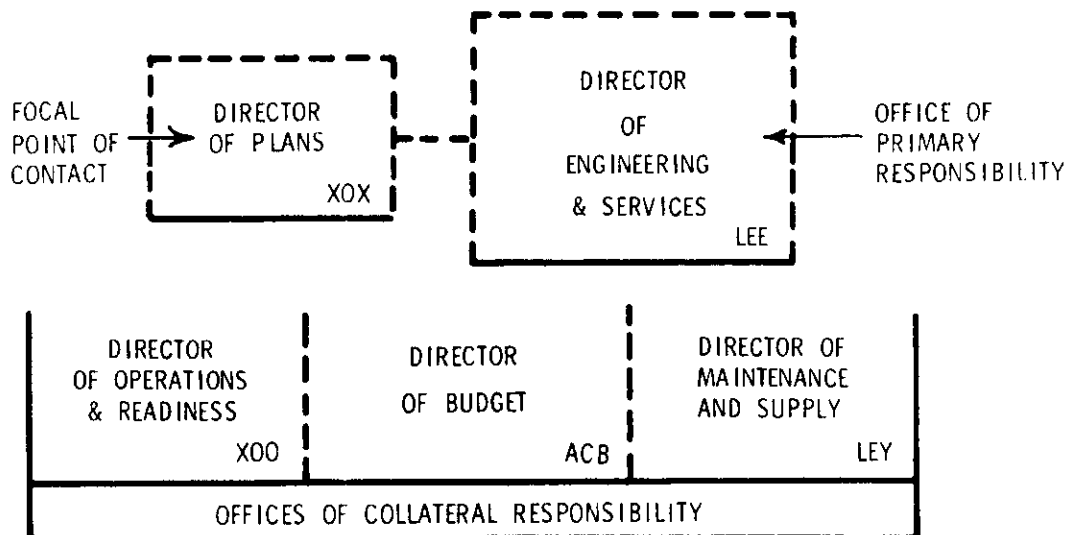 FOCAL
POINT OF
CONTACT
DIRECTOR
OF PLANS
XOX
DIRECTOR
OF
ENGINEERING
& SERVICES
LEE
OFFICE OF
PRIMARY
RESPONSIBILITY
DIRECTOR
OF OPERATIONS
& READINESS
XOO
DIRECTOR
OF BUDGET
ACB
DIRECTOR OF
MAINTENANCE
AND SUPPLY
LEY
OFFICES OF COLLATERAL RESPONSIBILITY